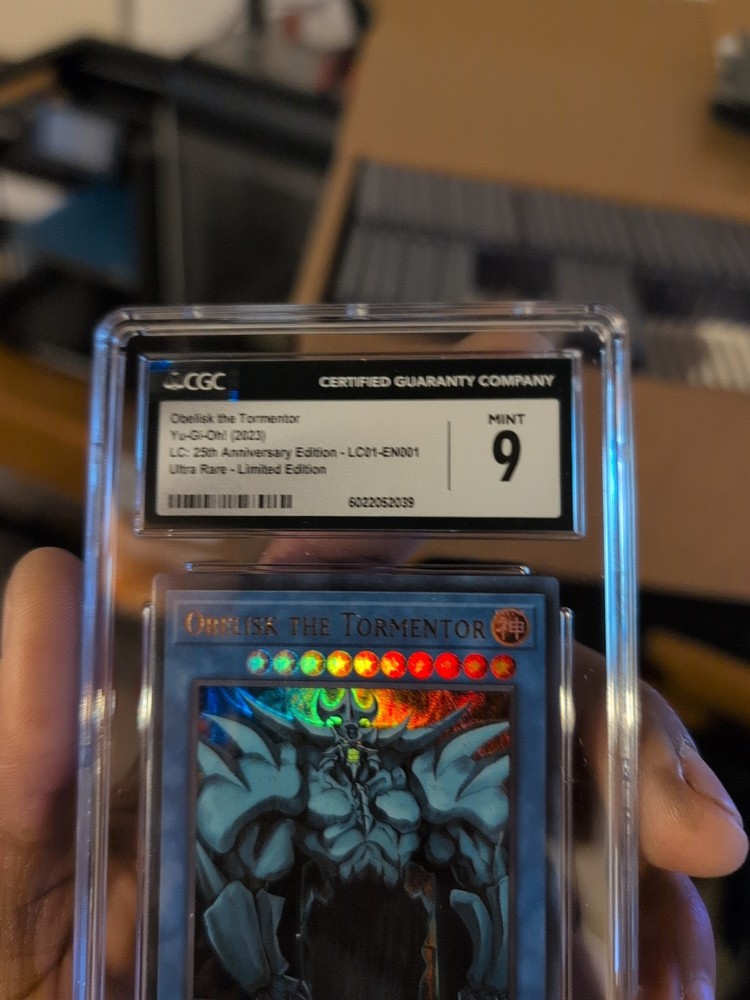 CGC CERTIFIED GUARANTY COMPANY
Obelisk the Tormentor
Yu-Gi-Oh! (2023)
LC: 25th Anniversary Edition - LC01-EN001
Ultra Rare - Limited Edition
6022052039
MINT
9
OBELISK THE TORMENTOR
神